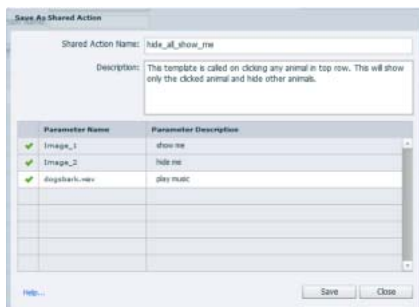 Save As Shared Action
Shared Action Name: hide_all_show_me
Description: This template is called on clicking any animal in top row. This will show
only the clicked animal and hide other animals.
Parameter Name Parameter Description
Image_1 show me
Image_2 hide me
dogsbark.wav play music
Help... Save Close